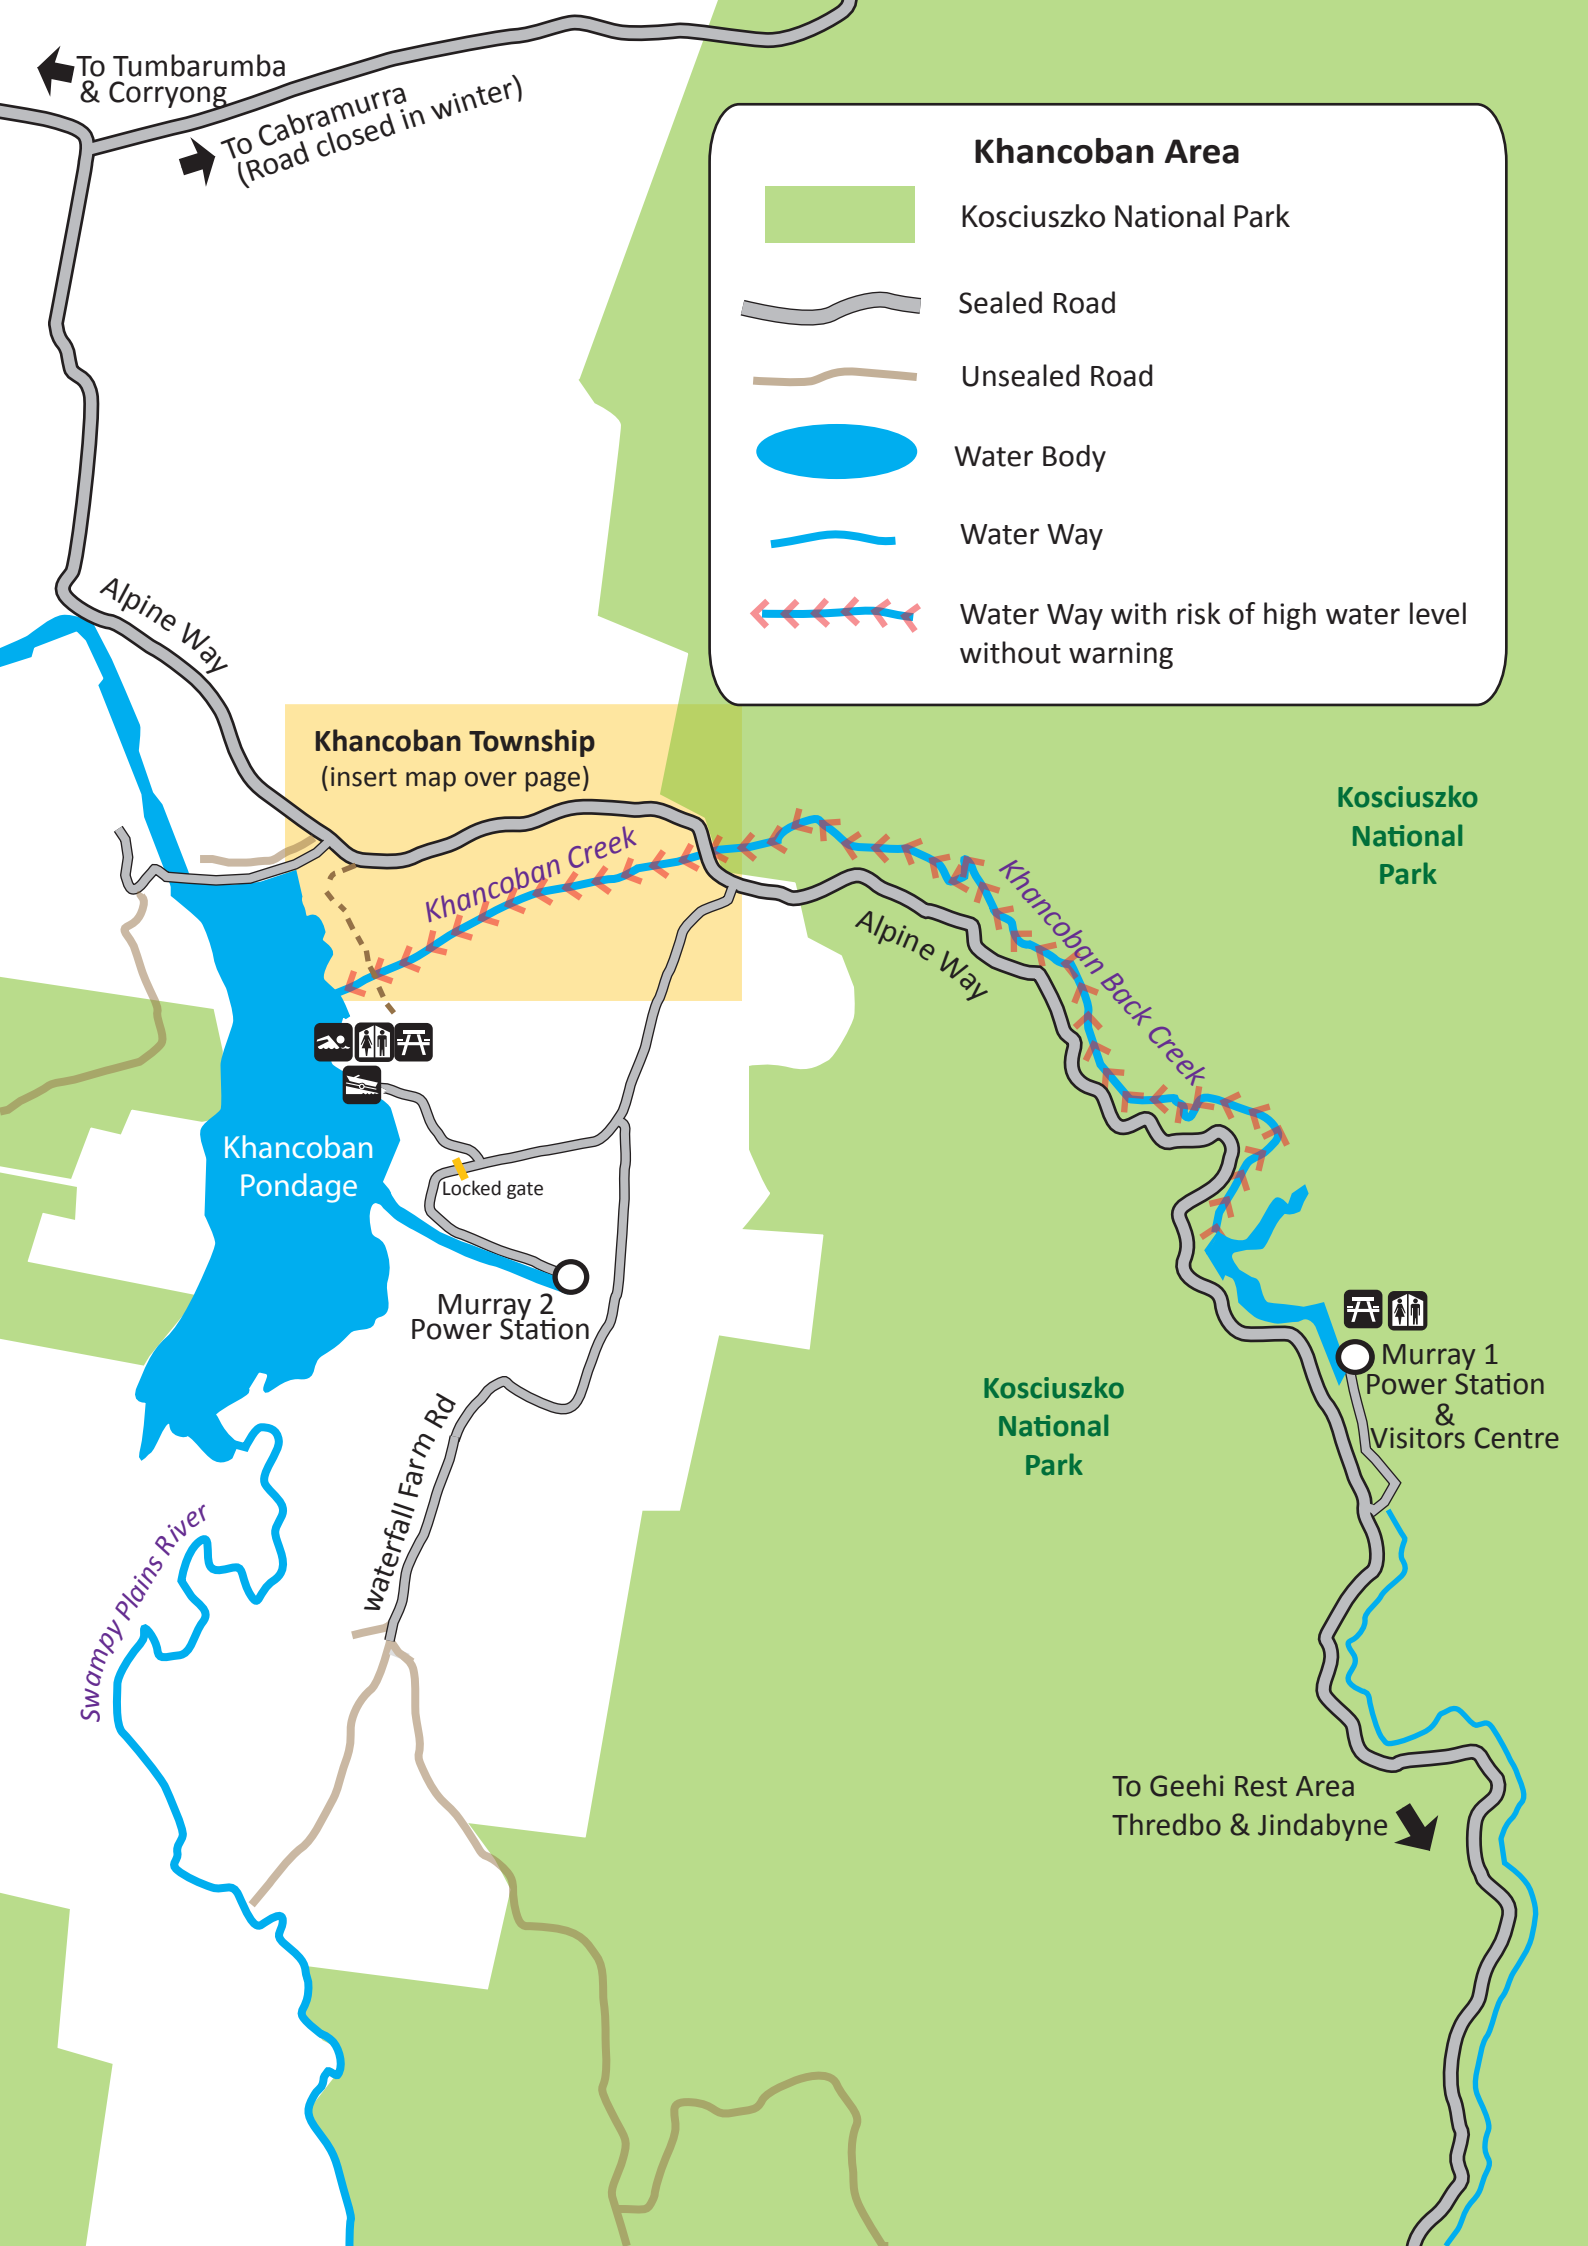 To Tumbarumba
& Corryong
To Cabramurra
(Road closed in winter)
Khancoban Area
Kosciuszko National Park
Sealed Road
Unsealed Road
Water Body
Water Way
Water Way with risk of high water level
without warning
Alpine Way
Khancoban Township
(insert map over page)
Khancoban Creek
Kosciuszko
National
Park
Khancoban Back Creek
Alpine Way
Khancoban
Pondage
Locked gate
Murray 2
Power Station
Murray 1
Power Station
&
Visitors Centre
Kosciuszko
National
Park
waterfall Farm Rd
Swampy Plains River
To Geehi Rest Area
Thredbo & Jindabyne